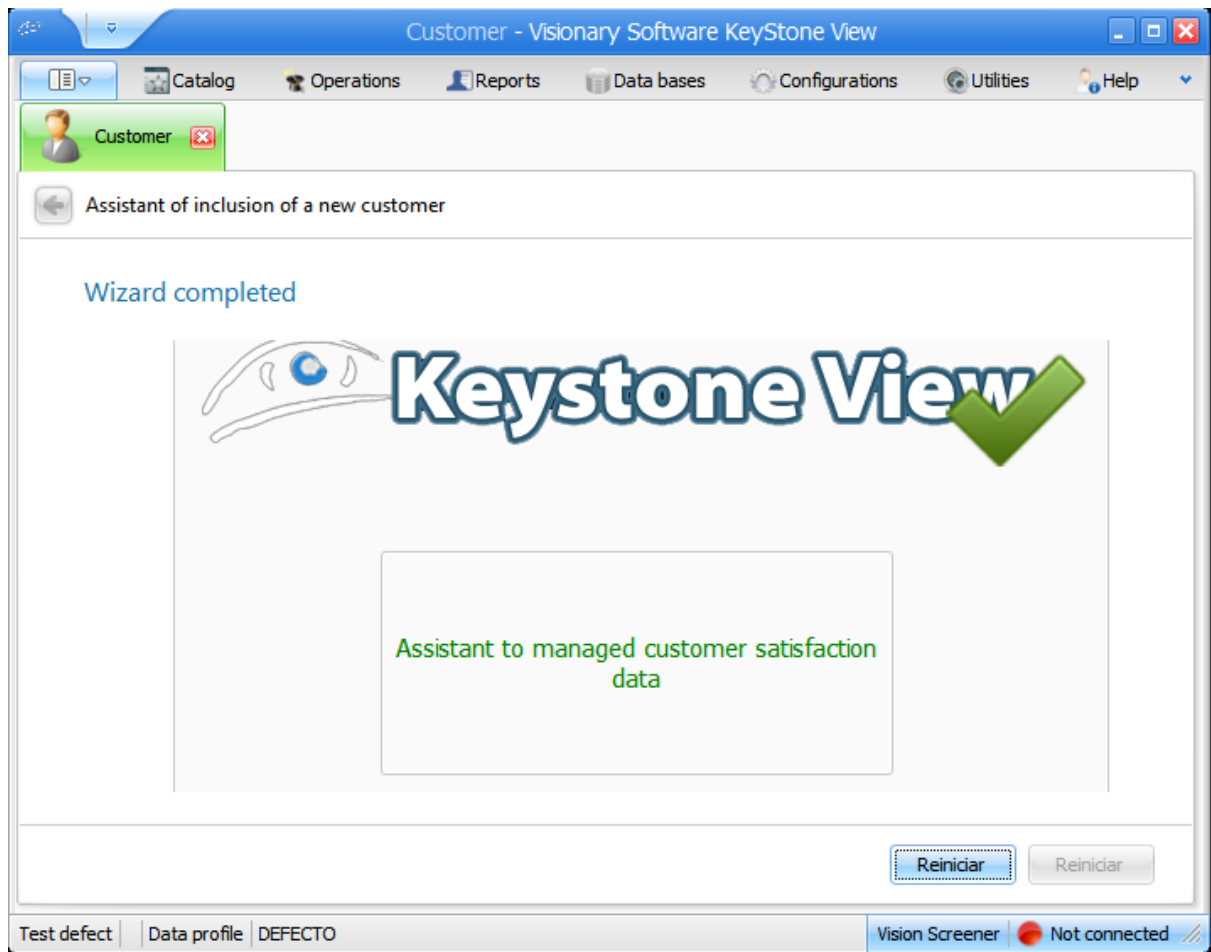 Customer - Visionary Software KeyStone View
Catalog Operations Reports Data bases Configurations Utilities Help
Customer
Assistant of inclusion of a new customer
Wizard completed
Keystone View
Assistant to managed customer satisfaction
data
Reiniciar Reiniciar
Test defect Data profile DEFECTO Vision Screener Not connected